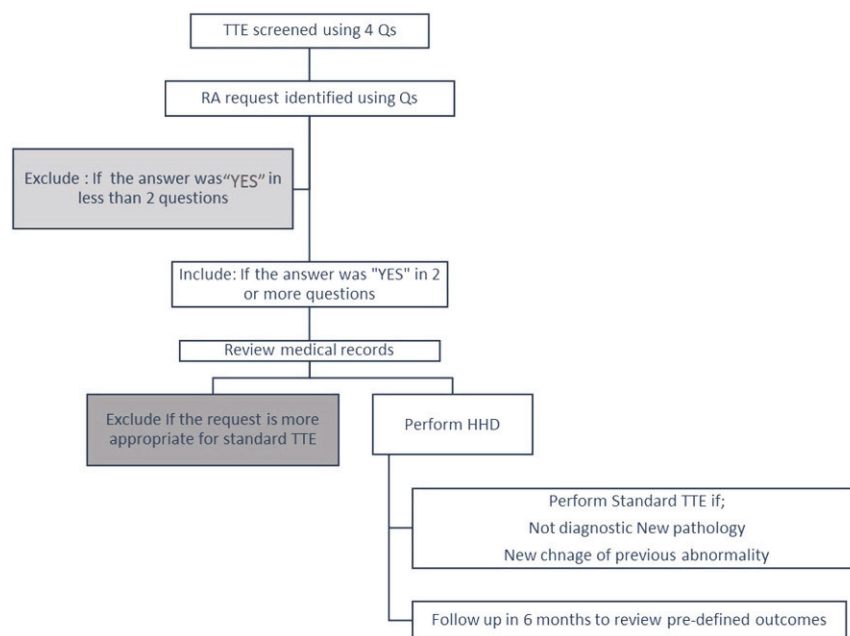 TTE screened using 4 Qs
RA request identified using Qs
Exclude : If the answer was“YES” in
less than 2 questions
Include: If the answer was "YES" in 2
or more questions
Review medical records
Exclude If the request is more
appropriate for standard TTE
Perform HHD
Perform Standard TTE if;
Not diagnostic New pathology
New chnage of previous abnormality
Follow up in 6 months to review pre-defined outcomes